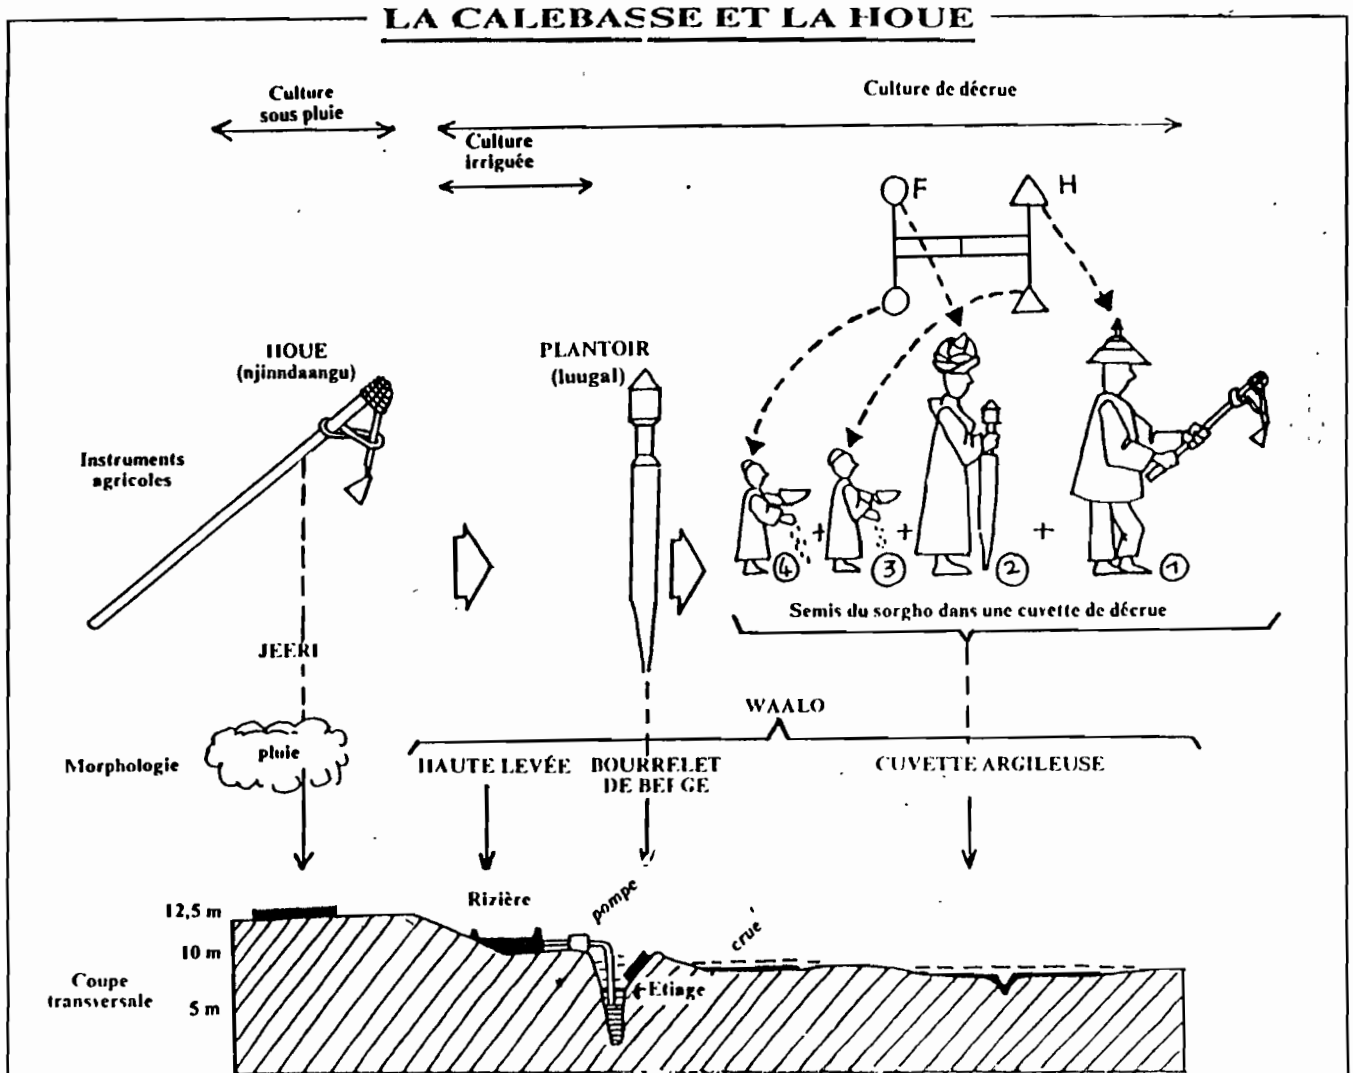 LA CALEBASSE ET LA HOUE
Culture
sous pluie
Culture de décrue
Culture
irriguée
F
H
HOUE
(njinndaangu)
PLANTOIR
(luugal)
Instruments
agricoles
+
+
+
4
3
2
1
Semis du sorgho dans une cuvette de décrue
JEERI
WAALO
Morphologie
pluie
HAUTE LEVÉE
BOURRELET
DE BERGE
CUVETTE ARGILEUSE
Rizière
pompe
crue
12,5 m
10 m
5 m
Coupe
transversale
Etiage